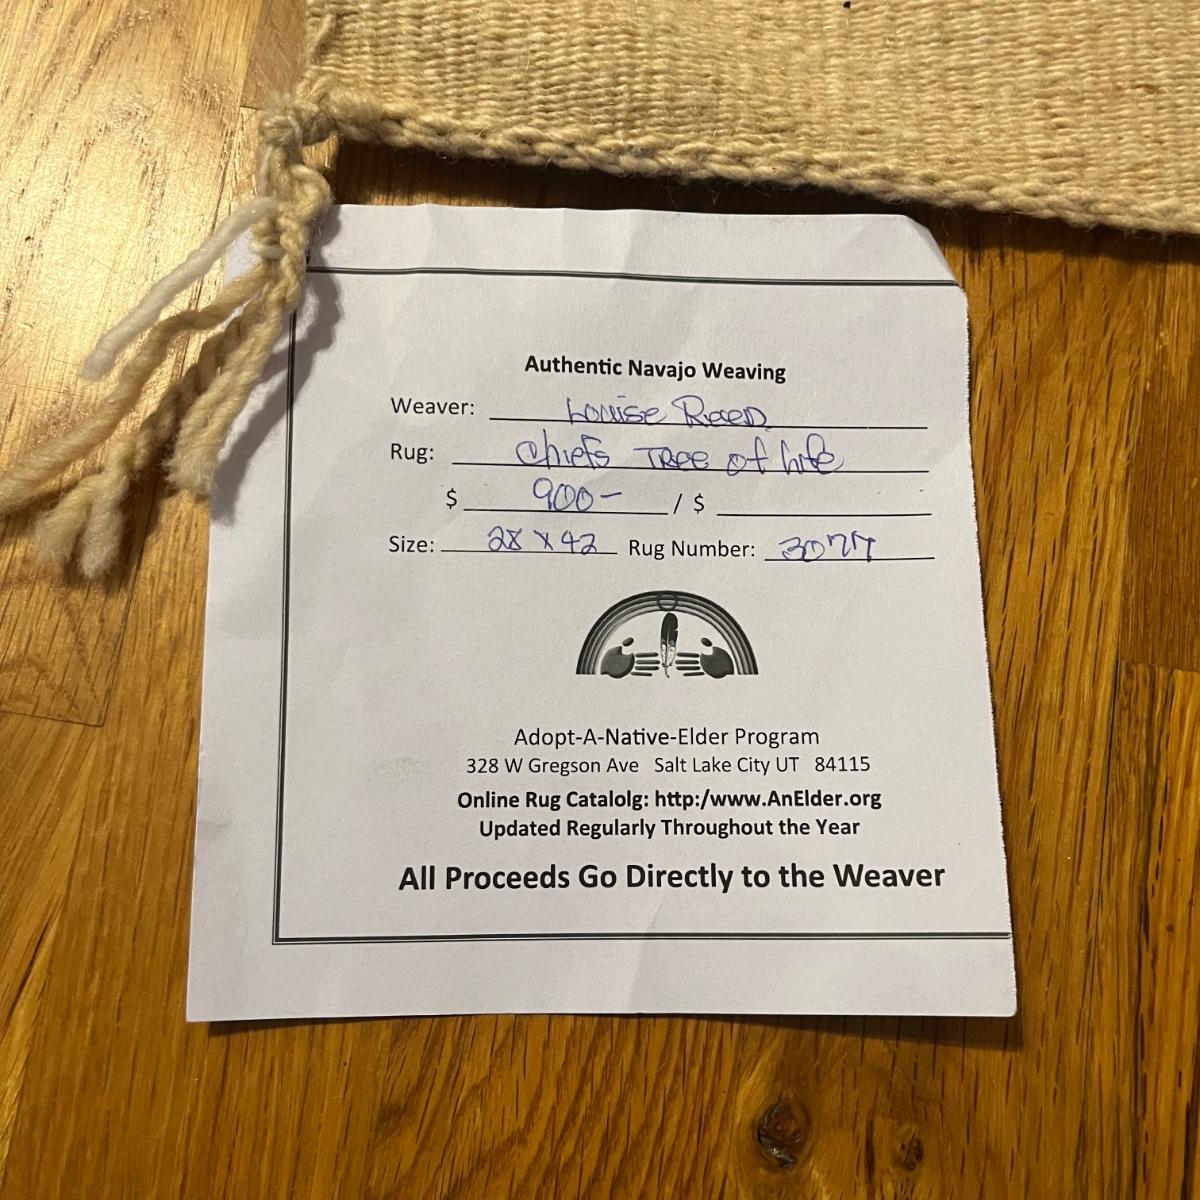 Authentic Navajo Weaving
Weaver: Louise Reed
Rug: Chiefs Tree of life
$ 900- / $
Size: 28 x 42 Rug Number: 3077
Adopt-A-Native-Elder Program
328 W Gregson Ave Salt Lake City UT 84115
Online Rug Catalolg: http:/www.AnElder.org
Updated Regularly Throughout the Year
All Proceeds Go Directly to the Weaver